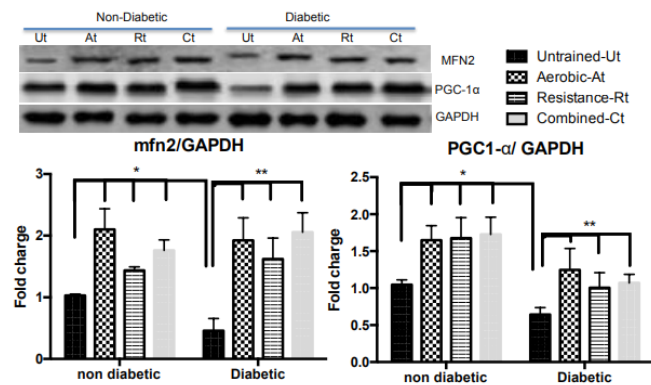 Non-Diabetic Diabetic
Ut At Rt Ct Ut At Rt Ct
MFN2
PGC-1α
GAPDH
Untrained-Ut
Aerobic-At
Resistance-Rt
Combined-Ct
mfn2/GAPDH
Fold charge
3
2
1
0
* **
non diabetic Diabetic
PGC1-α/ GAPDH
Fold charge
2.5
2.0
1.5
1.0
0.5
0.0
* **
non diabetic Diabetic